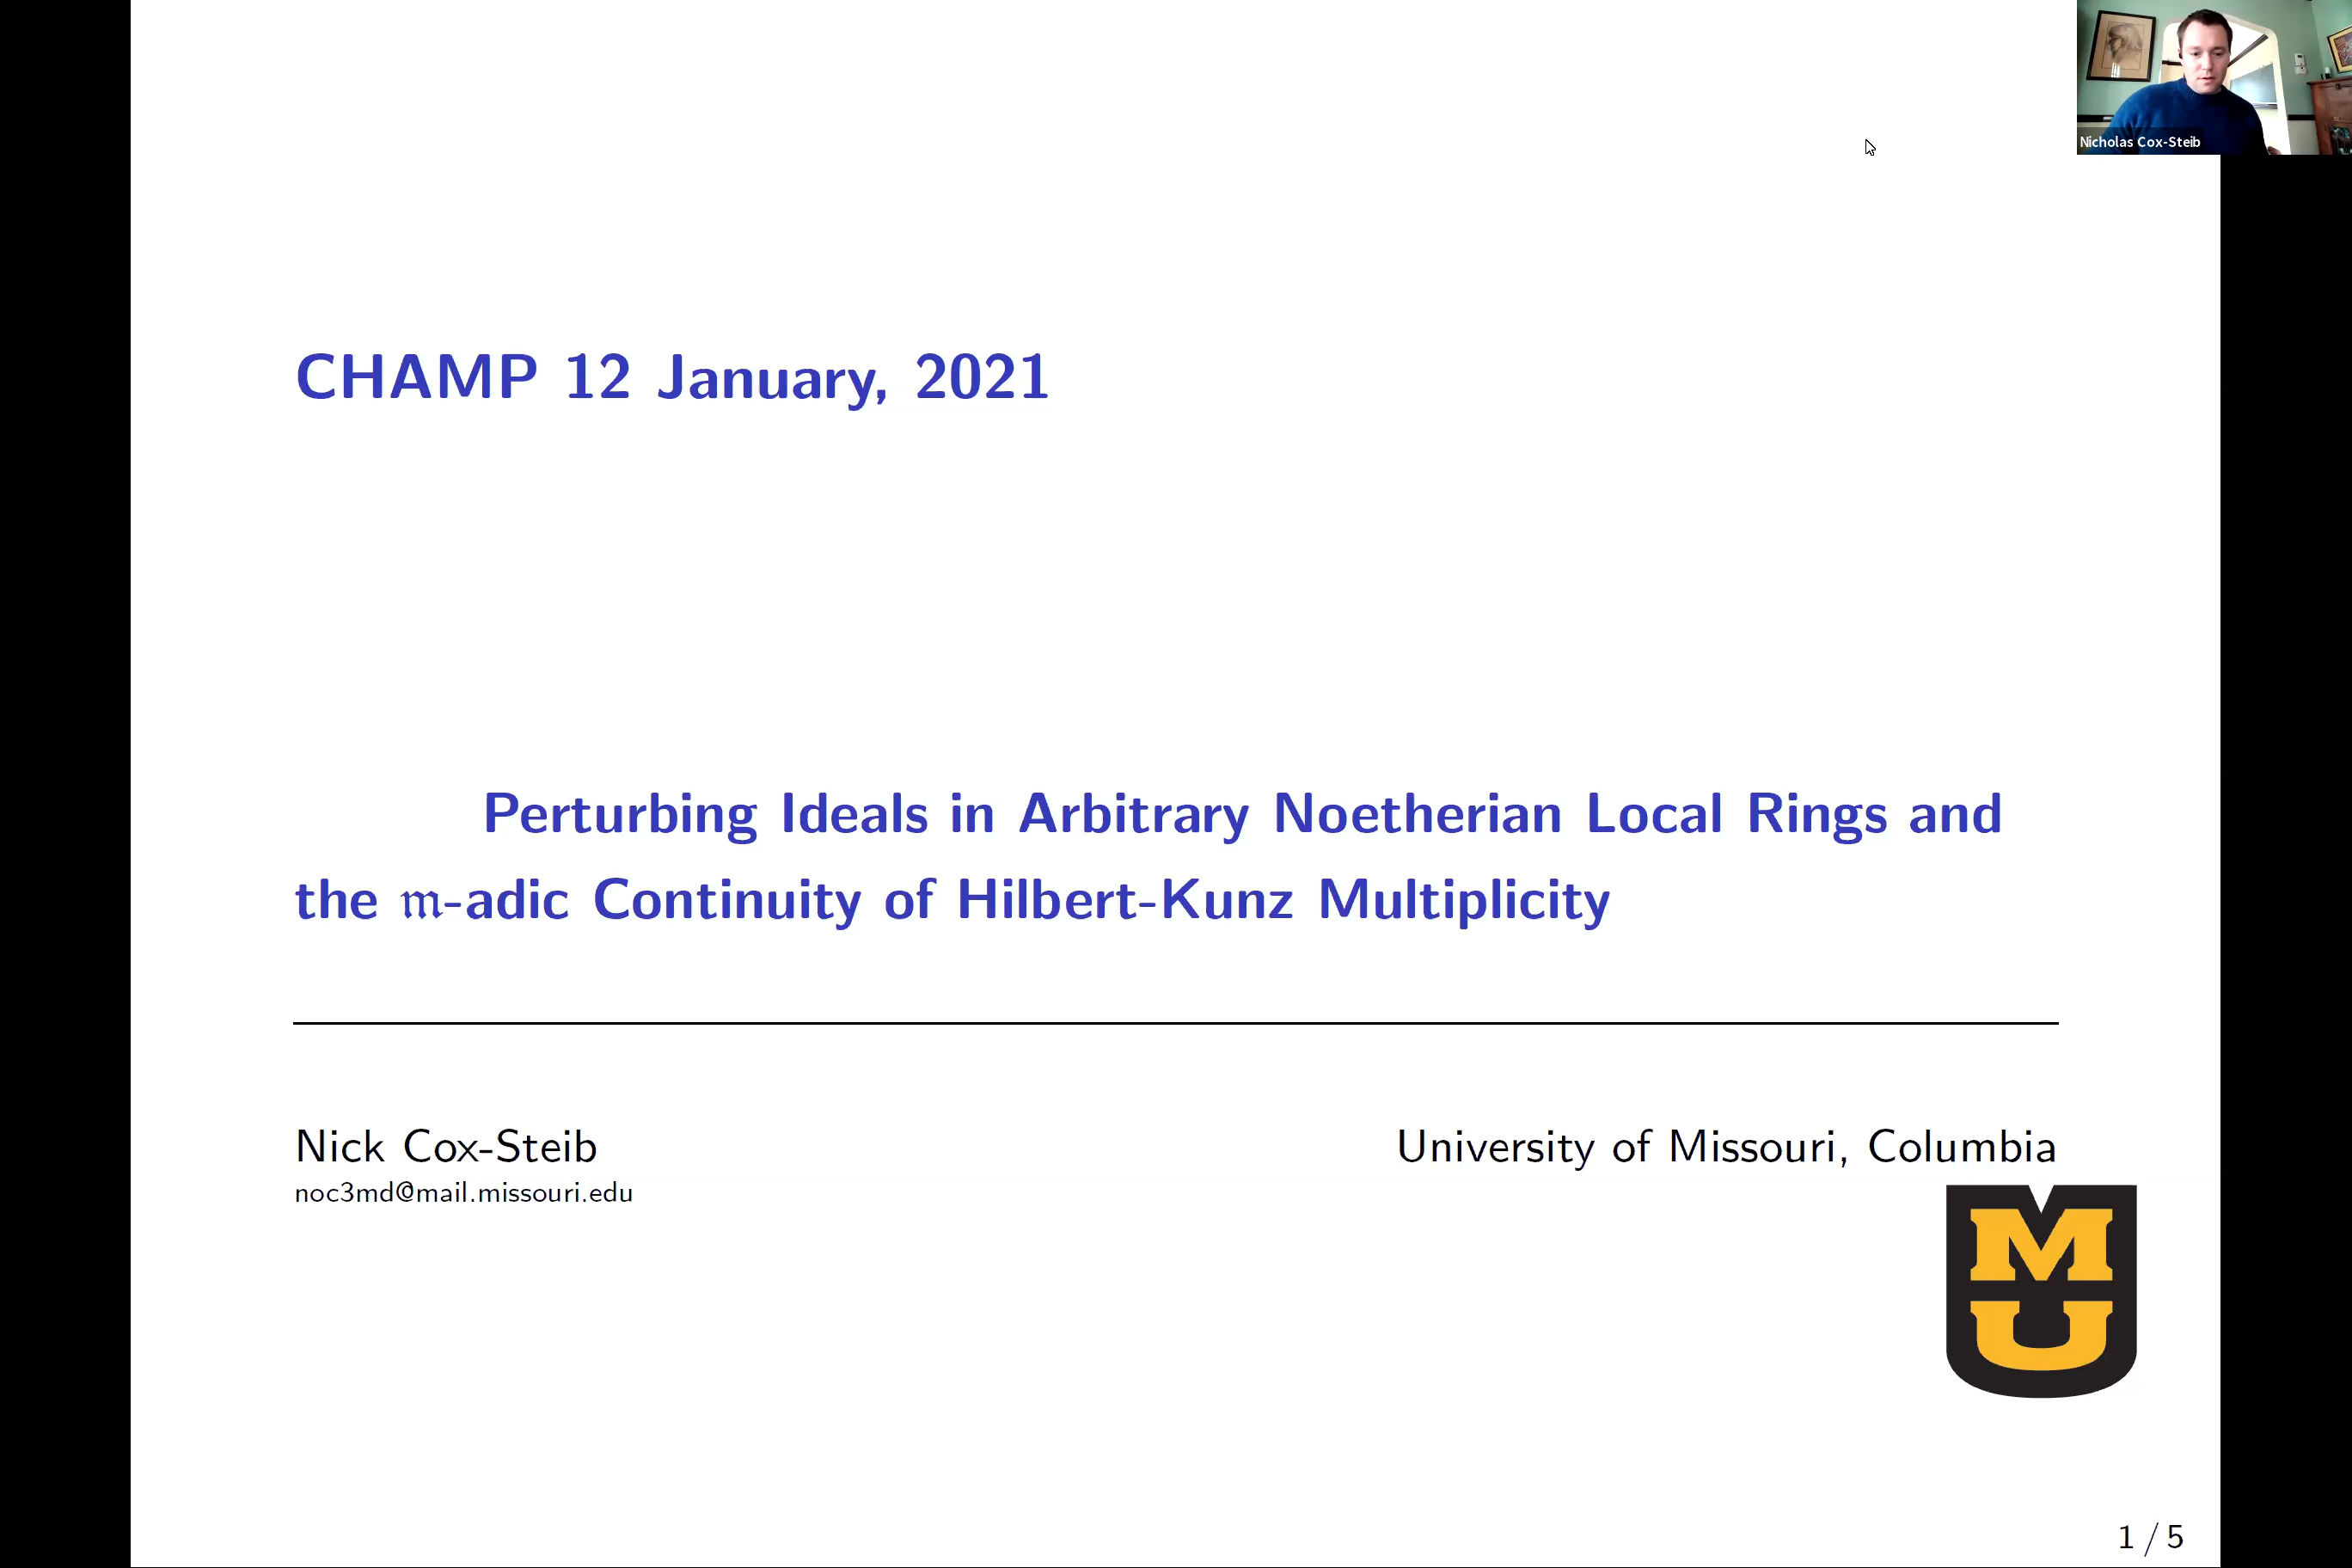 Nicholas Cox-Steib
CHAMP 12 January, 2021
Perturbing Ideals in Arbitrary Noetherian Local Rings and
the 𝔪-adic Continuity of Hilbert-Kunz Multiplicity
Nick Cox-Steib
University of Missouri, Columbia
noc3md@mail.missouri.edu
M
U
1 / 5